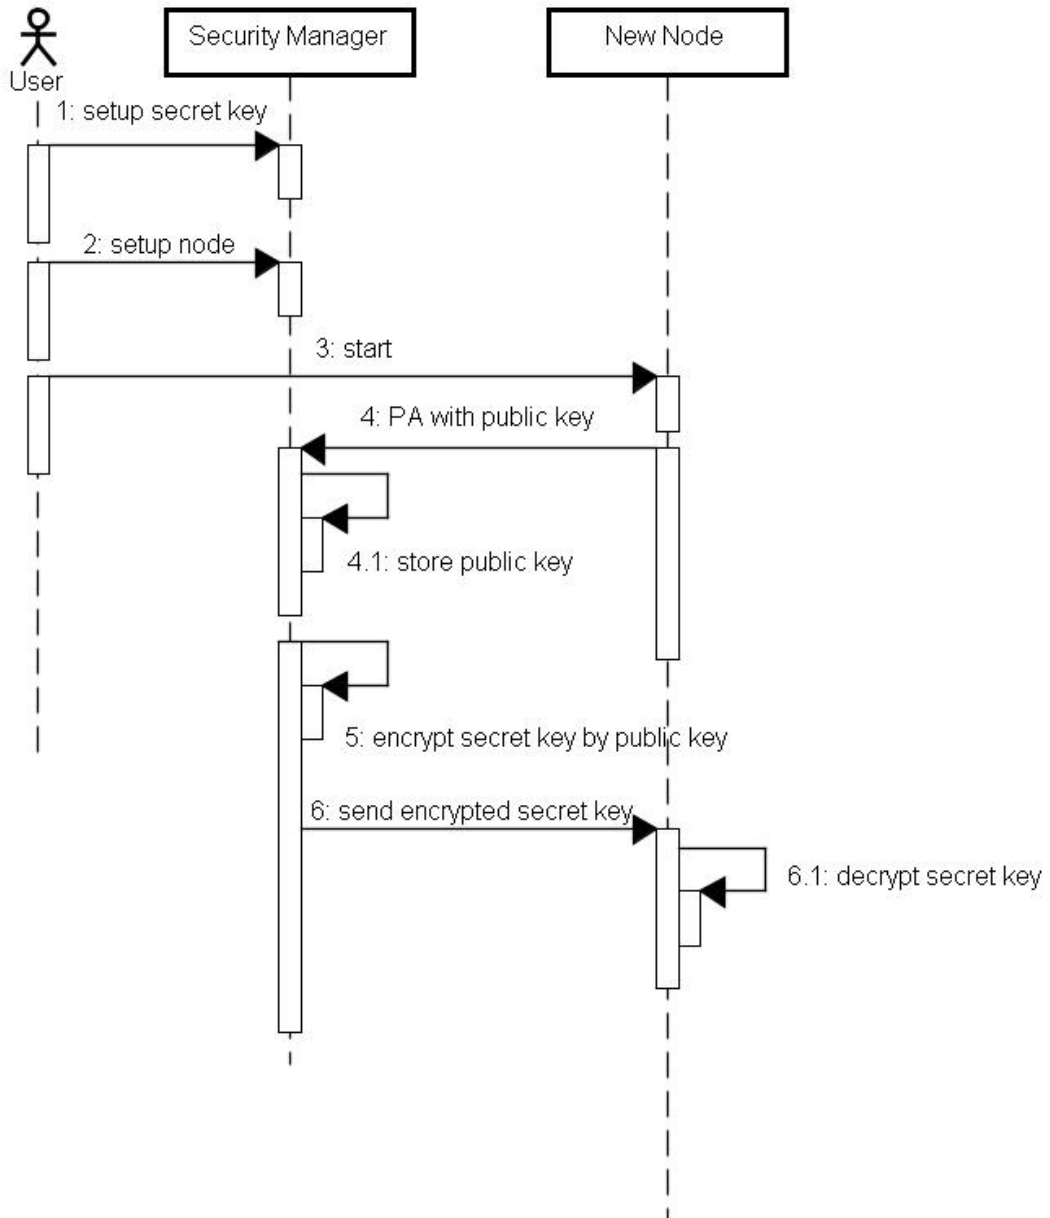 Security Manager
New Node
User
1: setup secret key
2: setup node
3: start
4: PA with public key
4.1: store public key
5: encrypt secret key by public key
6: send encrypted secret key
6.1: decrypt secret key